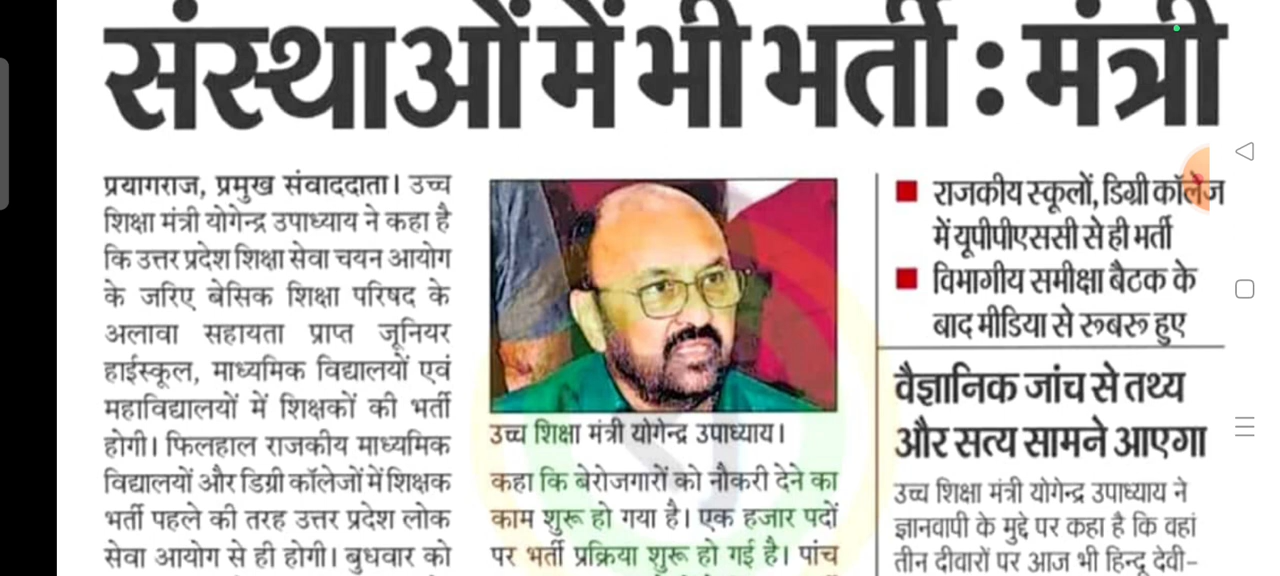 संस्थाओं में भी भर्ती : मंत्री
प्रयागराज, प्रमुख संवाददाता। उच्च
शिक्षा मंत्री योगेन्द्र उपाध्याय ने कहा है
कि उत्तर प्रदेश शिक्षा सेवा चयन आयोग
के जरिए बेसिक शिक्षा परिषद के
अलावा सहायता प्राप्त जूनियर
हाईस्कूल, माध्यमिक विद्यालयों एवं
महाविद्यालयों में शिक्षकों की भर्ती
होगी। फिलहाल राजकीय माध्यमिक
विद्यालयों और डिग्री कॉलेजों में शिक्षक
भर्ती पहले की तरह उत्तर प्रदेश लोक
सेवा आयोग से ही होगी। बुधवार को
उच्च शिक्षा मंत्री योगेन्द्र उपाध्याय।
कहा कि बेरोजगारों को नौकरी देने का
काम शुरू हो गया है। एक हजार पदों
पर भर्ती प्रक्रिया शुरू हो गई है। पांच
राजकीय स्कूलों, डिग्री कॉलेज
में यूपीपीएससी से ही भर्ती
विभागीय समीक्षा बैठक के
बाद मीडिया से रूबरू हुए
वैज्ञानिक जांच से तथ्य
और सत्य सामने आएगा
उच्च शिक्षा मंत्री योगेन्द्र उपाध्याय ने
ज्ञानवापी के मुद्दे पर कहा है कि वहां
तीन दीवारों पर आज भी हिन्दू देवी-